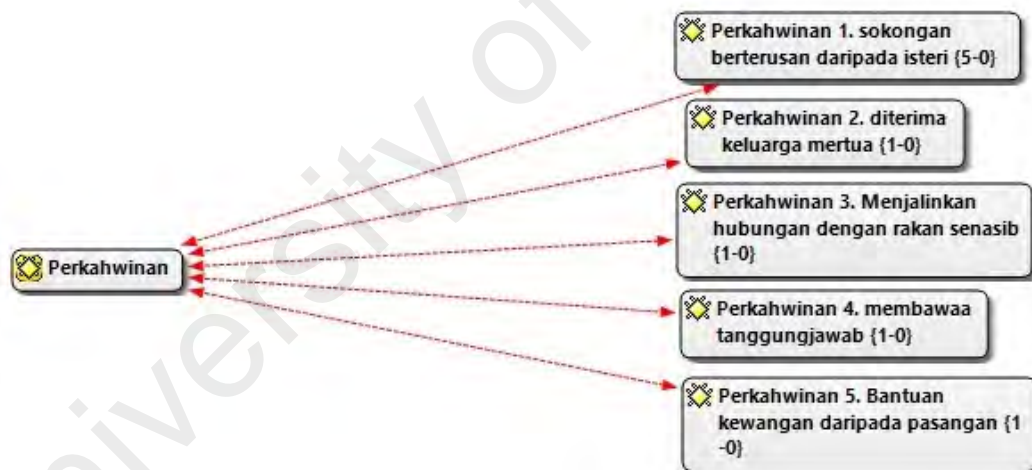 Perkahwinan 1. sokongan
berterusan daripada isteri {5-0}
Perkahwinan 2. diterima
keluarga mertua {1-0}
Perkahwinan 3. Menjalinkan
hubungan dengan rakan senasib
{1-0}
Perkahwinan
Perkahwinan 4. membawaa
tanggungjawab {1-0}
Perkahwinan 5. Bantuan
kewangan daripada pasangan {1
-0}
University of